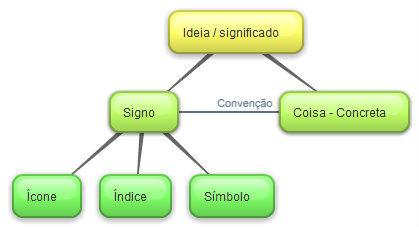 Ideia / significado
Signo
Convenção
Coisa - Concreta
Ícone
Índice
Símbolo